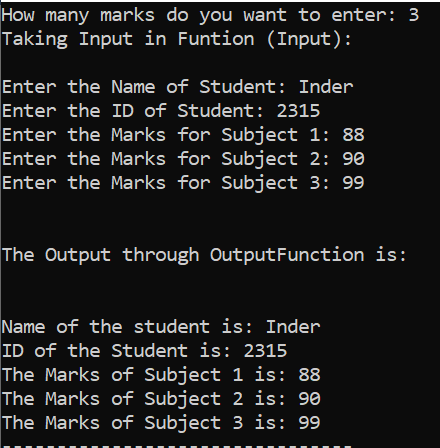 How many marks do you want to enter: 3
Taking Input in Funtion (Input):
Enter the Name of Student: Inder
Enter the ID of Student: 2315
Enter the Marks for Subject 1: 88
Enter the Marks for Subject 2: 90
Enter the Marks for Subject 3: 99
The Output through OutputFunction is:
Name of the student is: Inder
ID of the Student is: 2315
The Marks of Subject 1 is: 88
The Marks of Subject 2 is: 90
The Marks of Subject 3 is: 99
--------------------------------